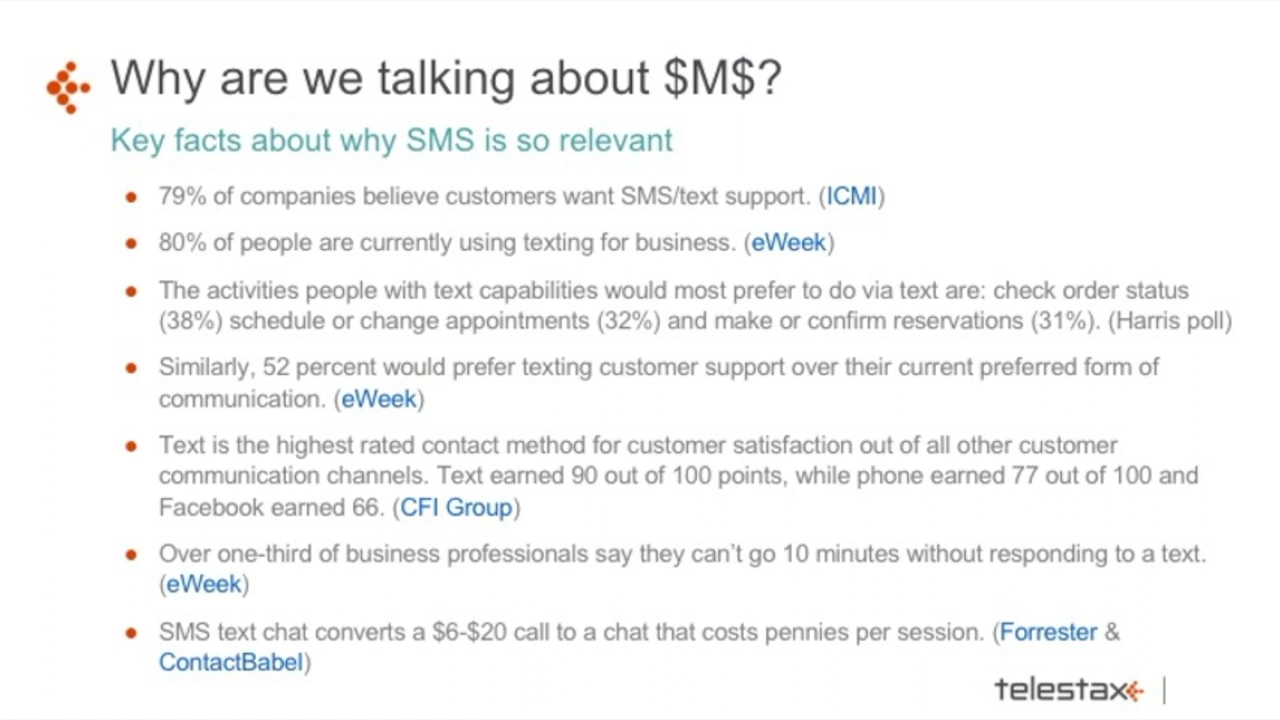 Why are we talking about $M$?
Key facts about why SMS is so relevant
● 79% of companies believe customers want SMS/text support. (ICMI)
● 80% of people are currently using texting for business. (eWeek)
● The activities people with text capabilities would most prefer to do via text are: check order status
(38%) schedule or change appointments (32%) and make or confirm reservations (31%). (Harris poll)
● Similarly, 52 percent would prefer texting customer support over their current preferred form of
communication. (eWeek)
● Text is the highest rated contact method for customer satisfaction out of all other customer
communication channels. Text earned 90 out of 100 points, while phone earned 77 out of 100 and
Facebook earned 66. (CFI Group)
● Over one-third of business professionals say they can’t go 10 minutes without responding to a text.
(eWeek)
● SMS text chat converts a $6-$20 call to a chat that costs pennies per session. (Forrester &
ContactBabel)
telestax |